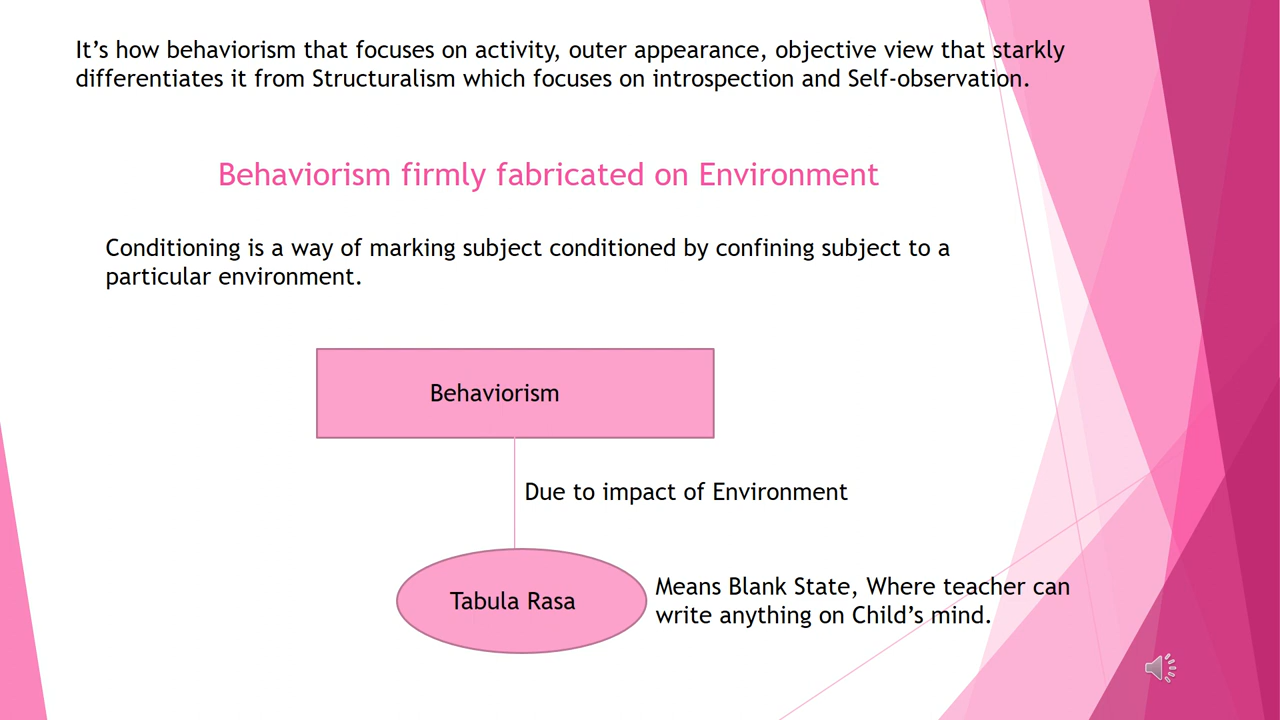 It’s how behaviorism that focuses on activity, outer appearance, objective view that starkly
differentiates it from Structuralism which focuses on introspection and Self-observation.
Behaviorism firmly fabricated on Environment
Conditioning is a way of marking subject conditioned by confining subject to a
particular environment.
Behaviorism
Due to impact of Environment
Tabula Rasa
Means Blank State, Where teacher can
write anything on Child’s mind.